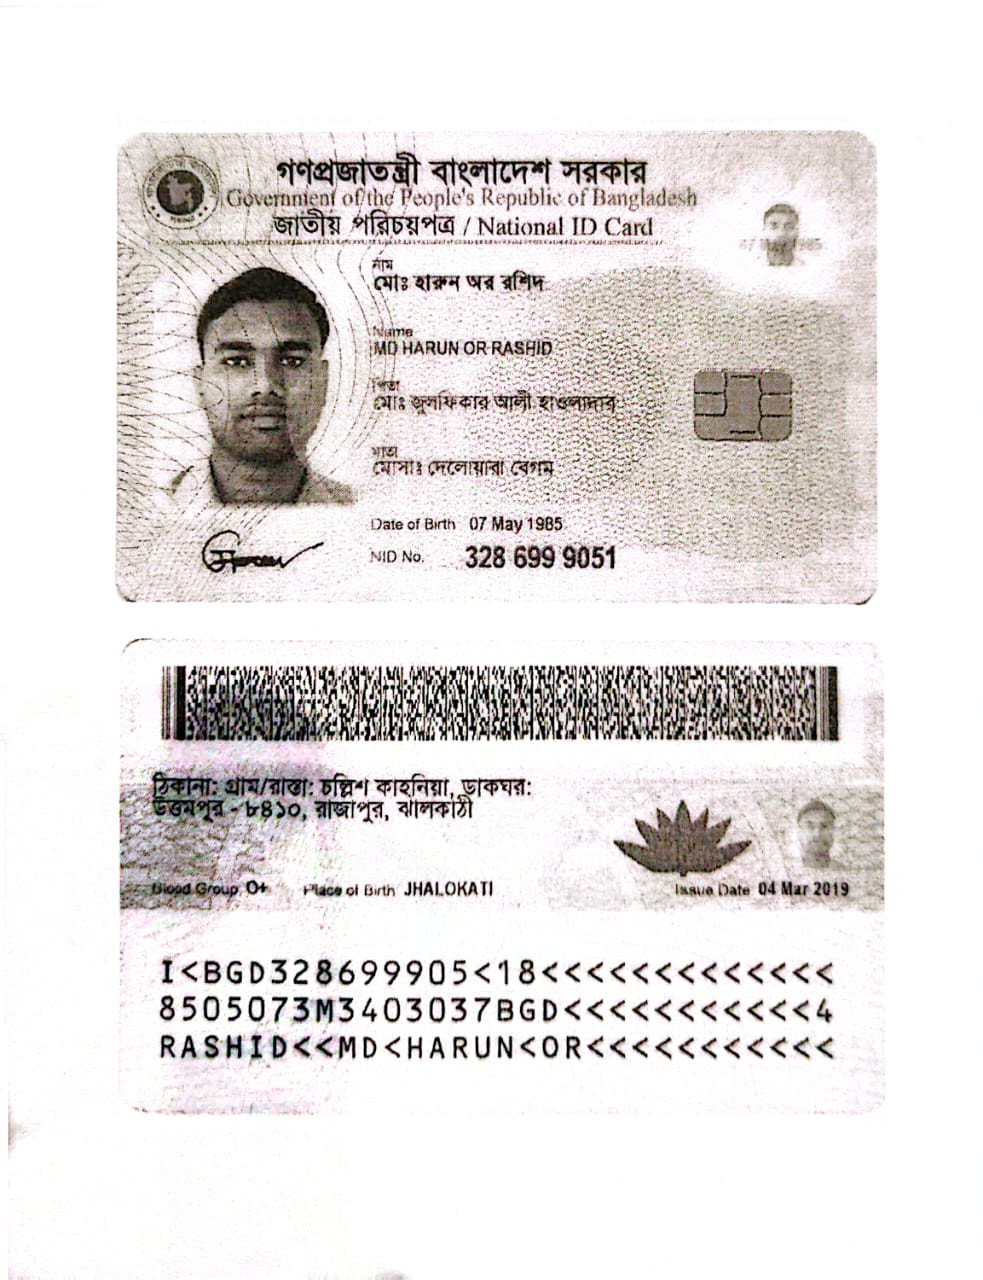 গণপ্রজাতন্ত্রী বাংলাদেশ সরকার
Government of the People's Republic of Bangladesh
জাতীয় পরিচয়পত্র / National ID Card
নাম
মোঃ হারুন অর রশিদ
Name
MD HARUN OR RASHID
পিতা
মোঃ জুলফিকার আলী হাওলাদার
মাতা
মোসাঃ দেলোয়ারা বেগম
Date of Birth 07 May 1985
NID No. 328 699 9051
ঠিকানা: গ্রাম/রাস্তা: চল্লিশ কাহনিয়া, ডাকঘর:
উত্তমপুর - ৮৪১০, রাজাপুর, ঝালকাঠী
Blood Group O+ Place of Birth JHALOKATI Issue Date 04 Mar 2019
I<BGD328699905<18<<<<<<<<<<<<<
8505073M3403037BGD<<<<<<<<<<<4
RASHID<<MD<HARUN<OR<<<<<<<<<<<